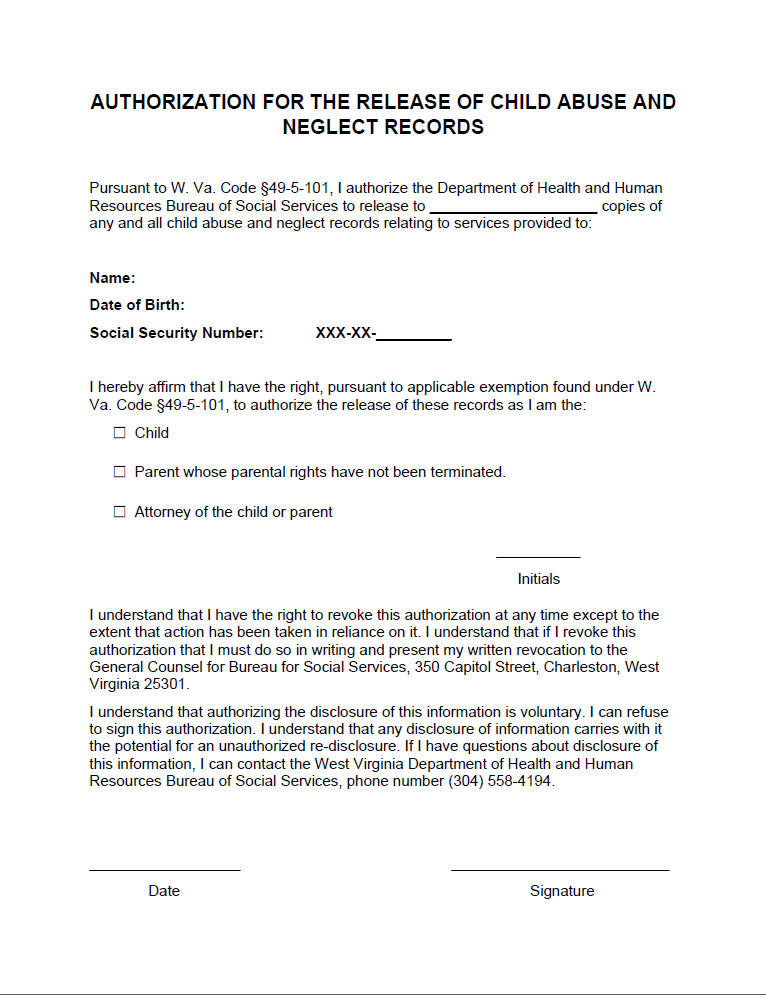 AUTHORIZATION FOR THE RELEASE OF CHILD ABUSE AND
NEGLECT RECORDS
Pursuant to W. Va. Code §49-5-101, I authorize the Department of Health and Human
Resources Bureau of Social Services to release to ____________________ copies of
any and all child abuse and neglect records relating to services provided to:
Name:
Date of Birth:
Social Security Number: XXX-XX-_________
I hereby affirm that I have the right, pursuant to applicable exemption found under W.
Va. Code §49-5-101, to authorize the release of these records as I am the:
☐ Child
☐ Parent whose parental rights have not been terminated.
☐ Attorney of the child or parent
__________
Initials
I understand that I have the right to revoke this authorization at any time except to the
extent that action has been taken in reliance on it. I understand that if I revoke this
authorization that I must do so in writing and present my written revocation to the
General Counsel for Bureau for Social Services, 350 Capitol Street, Charleston, West
Virginia 25301.
I understand that authorizing the disclosure of this information is voluntary. I can refuse
to sign this authorization. I understand that any disclosure of information carries with it
the potential for an unauthorized re-disclosure. If I have questions about disclosure of
this information, I can contact the West Virginia Department of Health and Human
Resources Bureau of Social Services, phone number (304) 558-4194.
__________________ __________________________
Date Signature